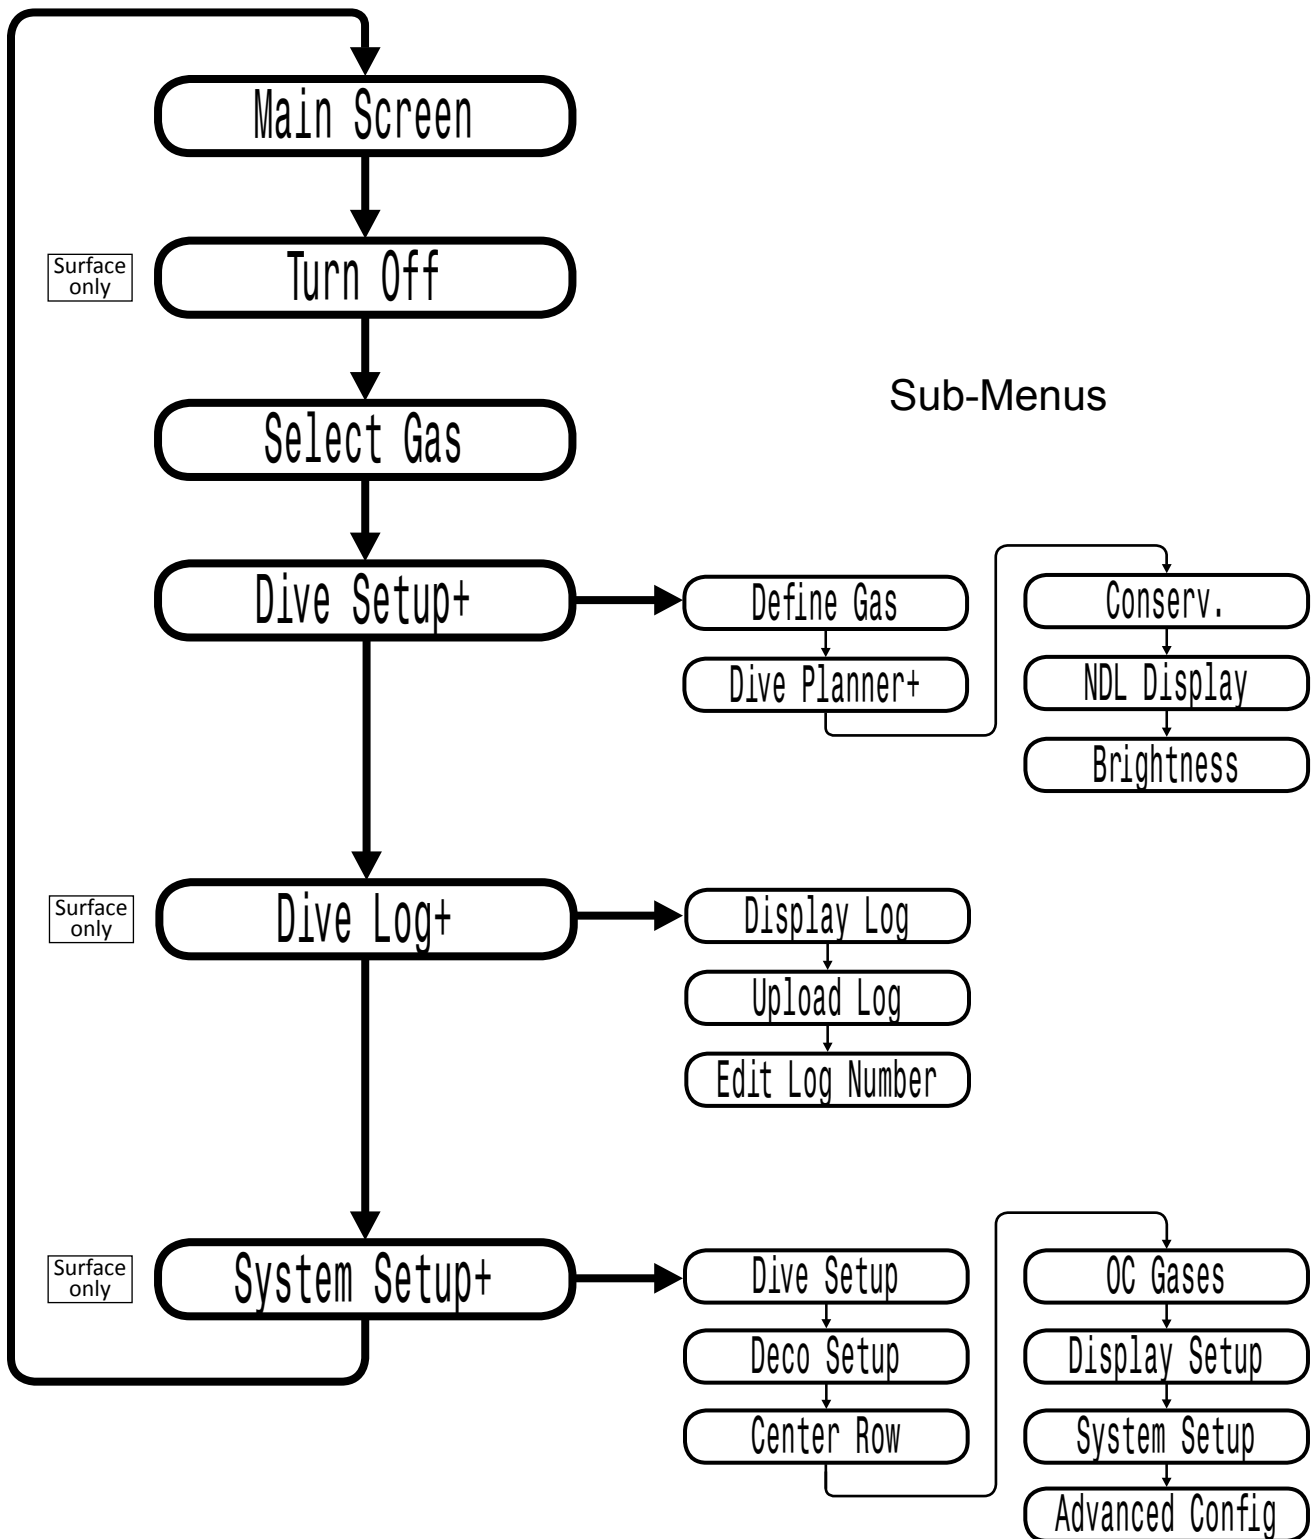 Main Screen
Surface
only
Turn Off
Select Gas
Sub-Menus
Dive Setup+
Define Gas
Dive Planner+
Conserv.
NDL Display
Brightness
Surface
only
Dive Log+
Display Log
Upload Log
Edit Log Number
Surface
only
System Setup+
Dive Setup
Deco Setup
Center Row
OC Gases
Display Setup
System Setup
Advanced Config